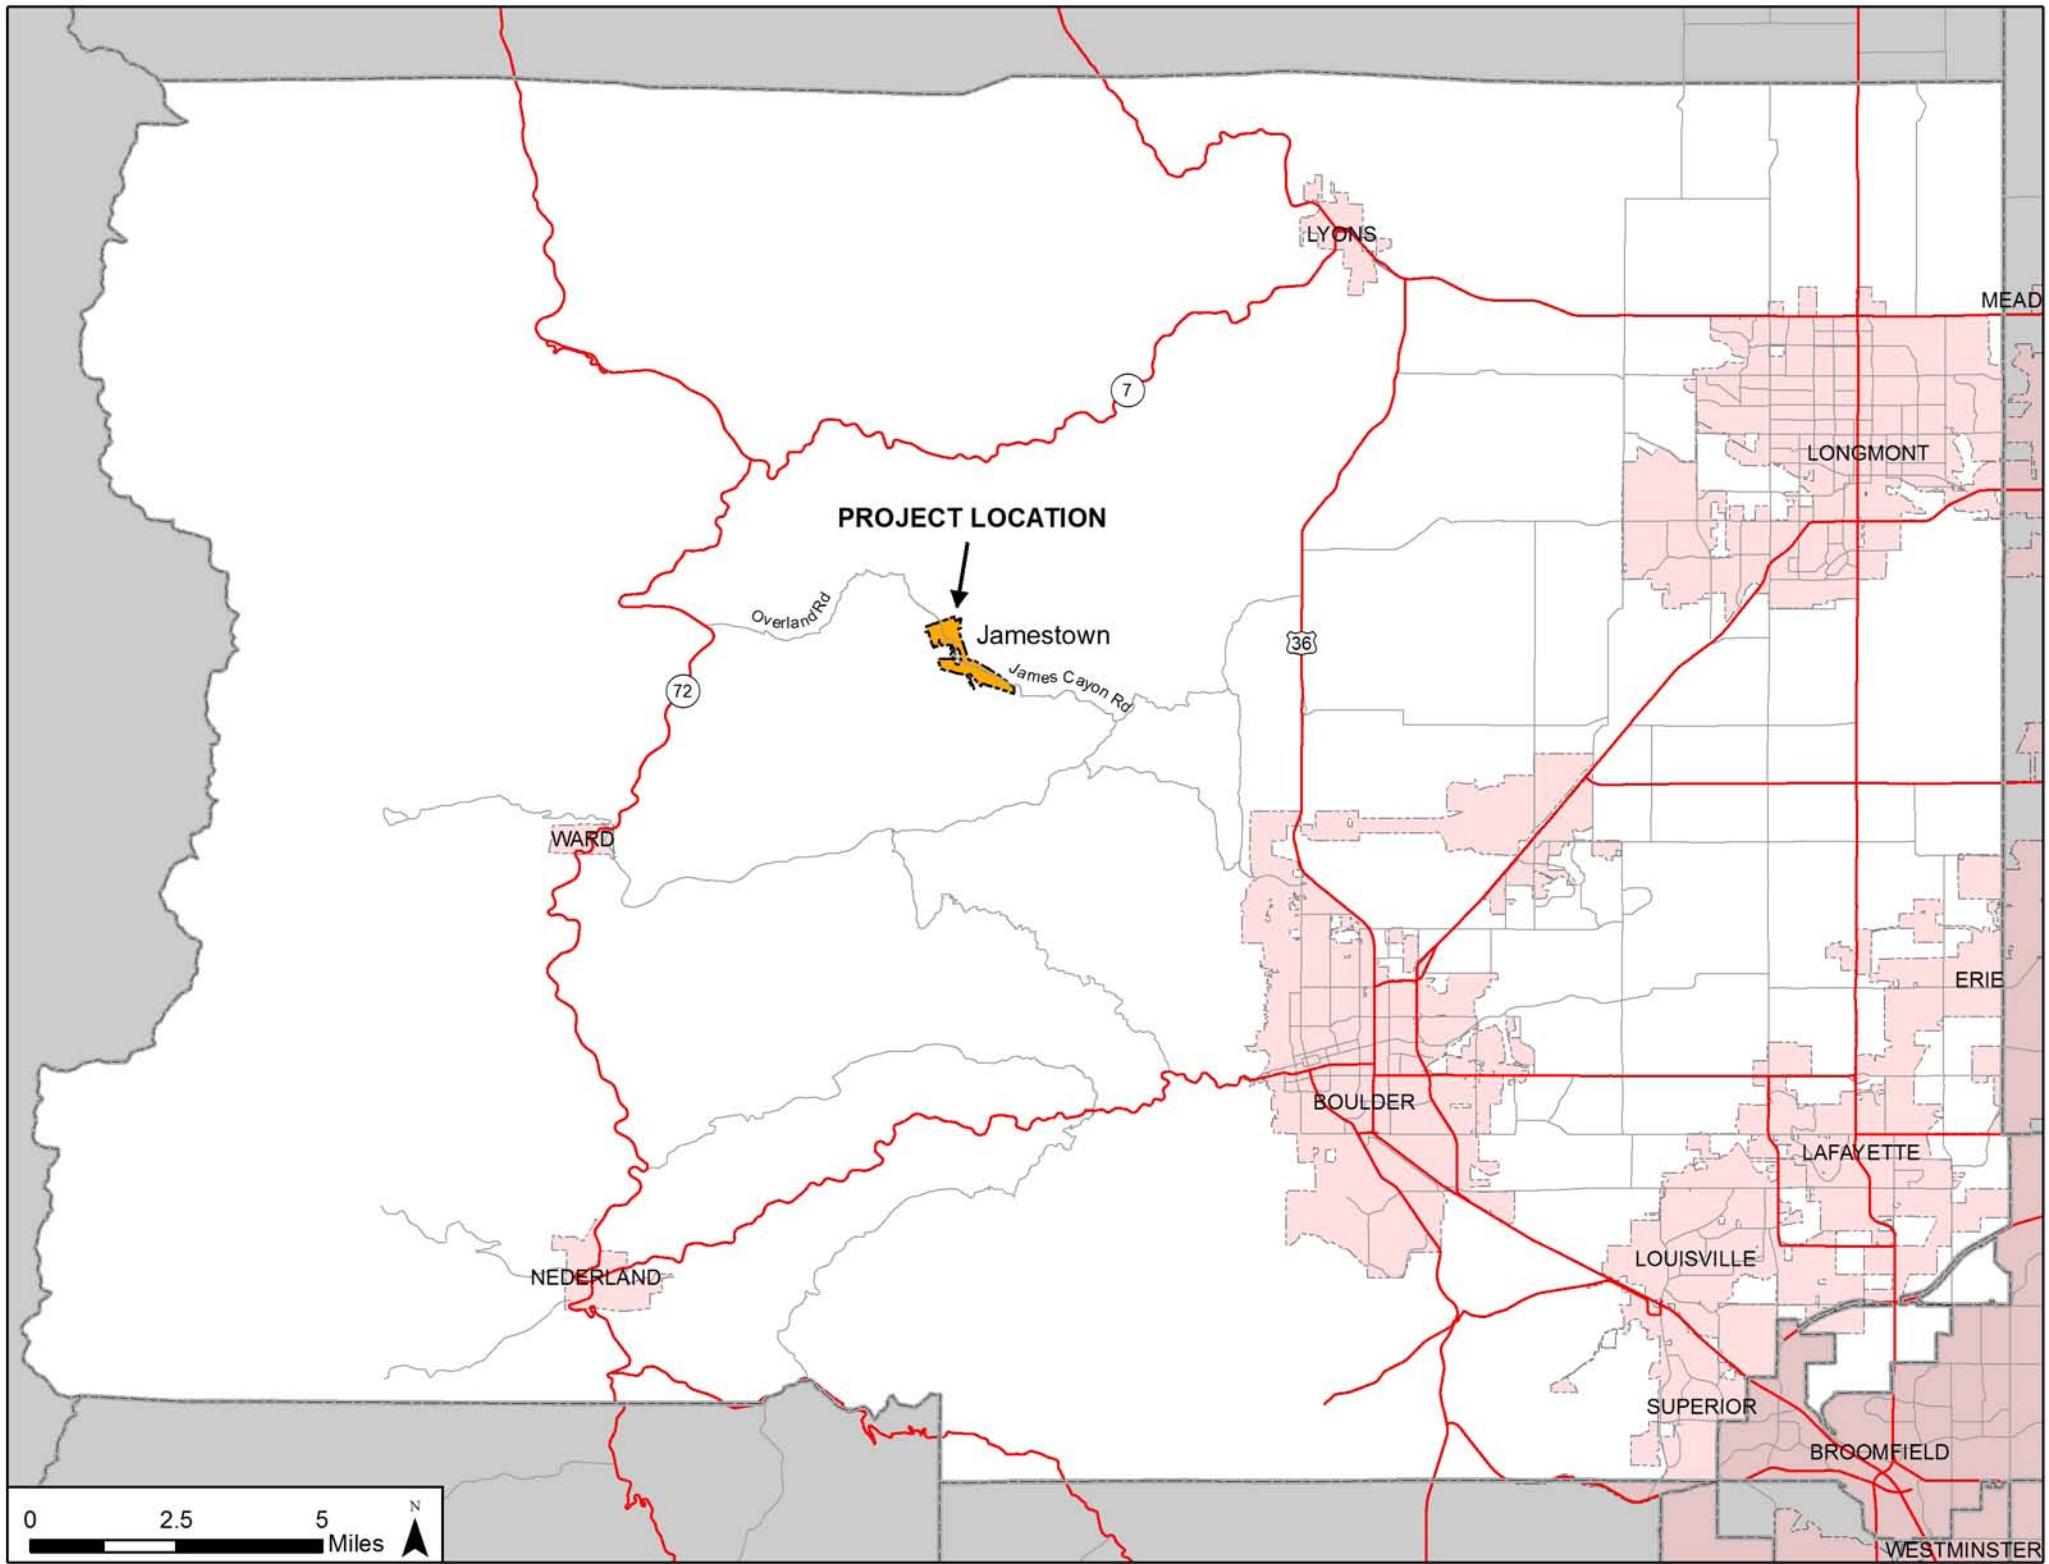 LYONS
MEAD
7
LONGMONT
PROJECT LOCATION
Overland Rd
Jamestown
36
James Cayon Rd
72
WARD
ERIE
BOULDER
LAFAYETTE
LOUISVILLE
NEDERLAND
SUPERIOR
BROOMFIELD
N
0 2.5 5
Miles
WESTMINSTER